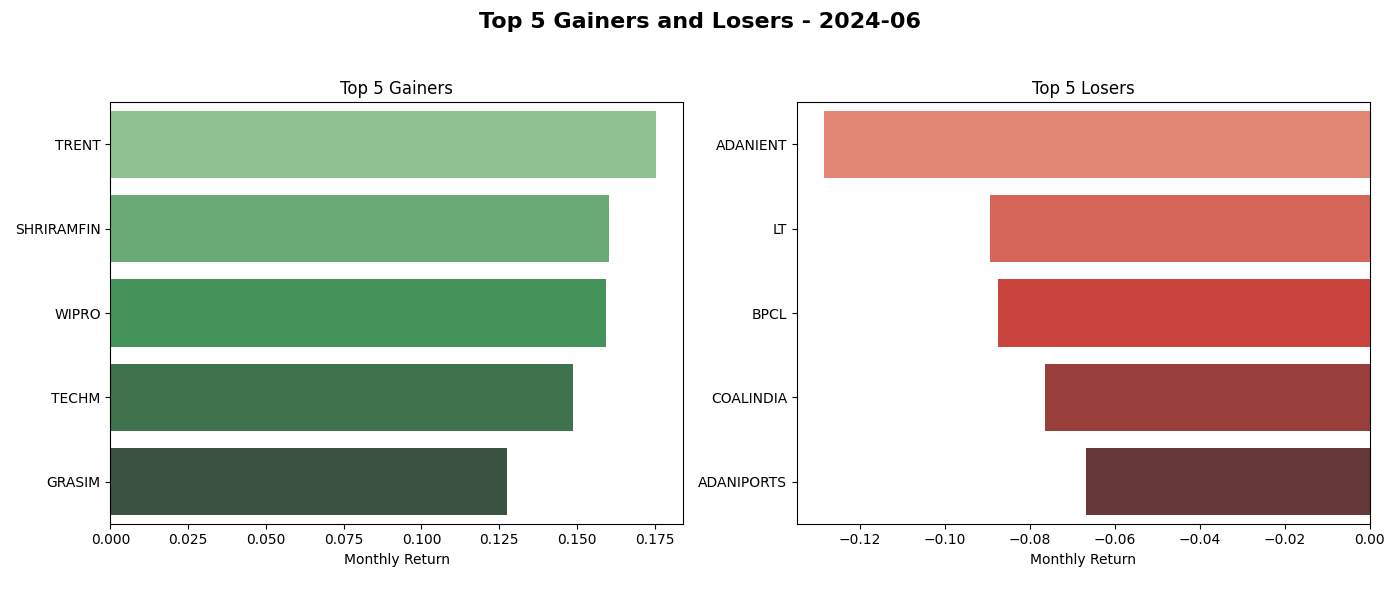 Top 5 Gainers and Losers - 2024-06
Top 5 Gainers
TRENT
SHRIRAMFIN
WIPRO
TECHM
GRASIM
0.000 0.025 0.050 0.075 0.100 0.125 0.150 0.175
Monthly Return
Top 5 Losers
ADANIENT
LT
BPCL
COALINDIA
ADANIPORTS
−0.12 −0.10 −0.08 −0.06 −0.04 −0.02 0.00
Monthly Return